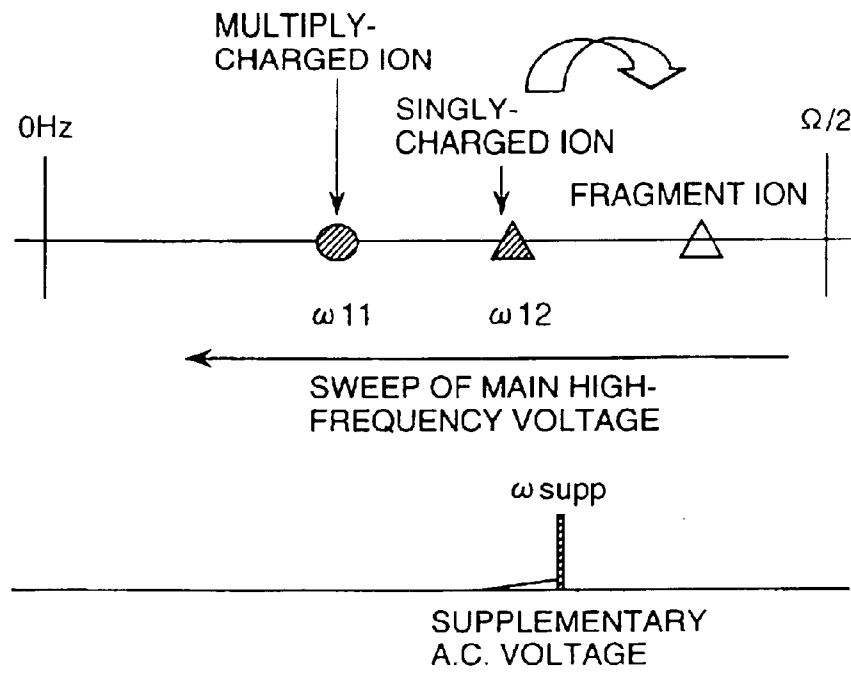 MULTIPLY-
CHARGED ION
SINGLY-
CHARGED ION
0Hz
Ω/2
FRAGMENT ION
ω11
ω12
SWEEP OF MAIN HIGH-
FREQUENCY VOLTAGE
ωsupp
SUPPLEMENTARY
A.C. VOLTAGE